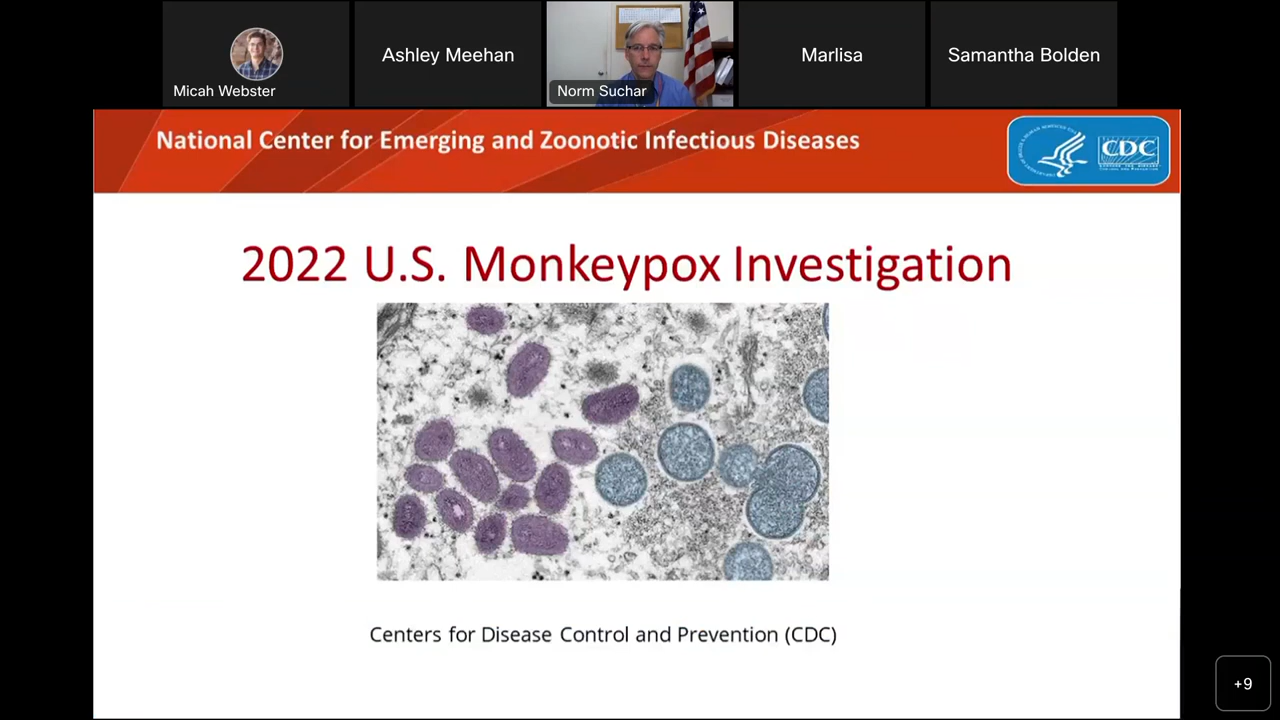 Micah Webster
Ashley Meehan
Norm Suchar
Marlisa
Samantha Bolden
National Center for Emerging and Zoonotic Infectious Diseases
CDC
2022 U.S. Monkeypox Investigation
Centers for Disease Control and Prevention (CDC)
+9